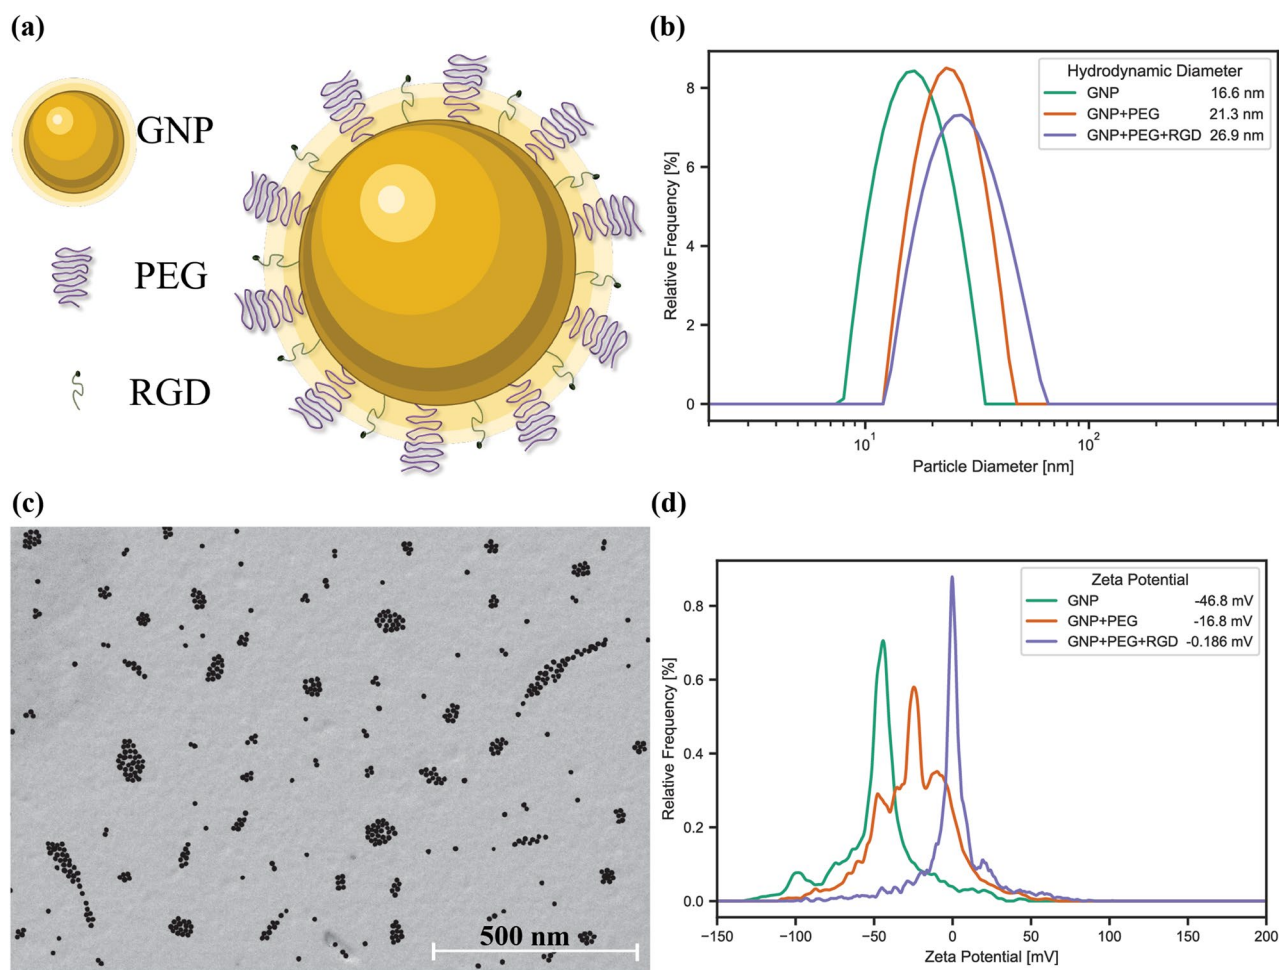 (a)
GNP
PEG
RGD
(b)
Hydrodynamic Diameter
GNP 16.6 nm
GNP+PEG 21.3 nm
GNP+PEG+RGD 26.9 nm
Relative Frequency [%]
8
6
4
2
0
10¹ 10²
Particle Diameter [nm]
(c)
500 nm
(d)
Zeta Potential
GNP -46.8 mV
GNP+PEG -16.8 mV
GNP+PEG+RGD -0.186 mV
Relative Frequency [%]
0.8
0.6
0.4
0.2
0.0
−150 −100 −50 0 50 100 150 200
Zeta Potential [mV]